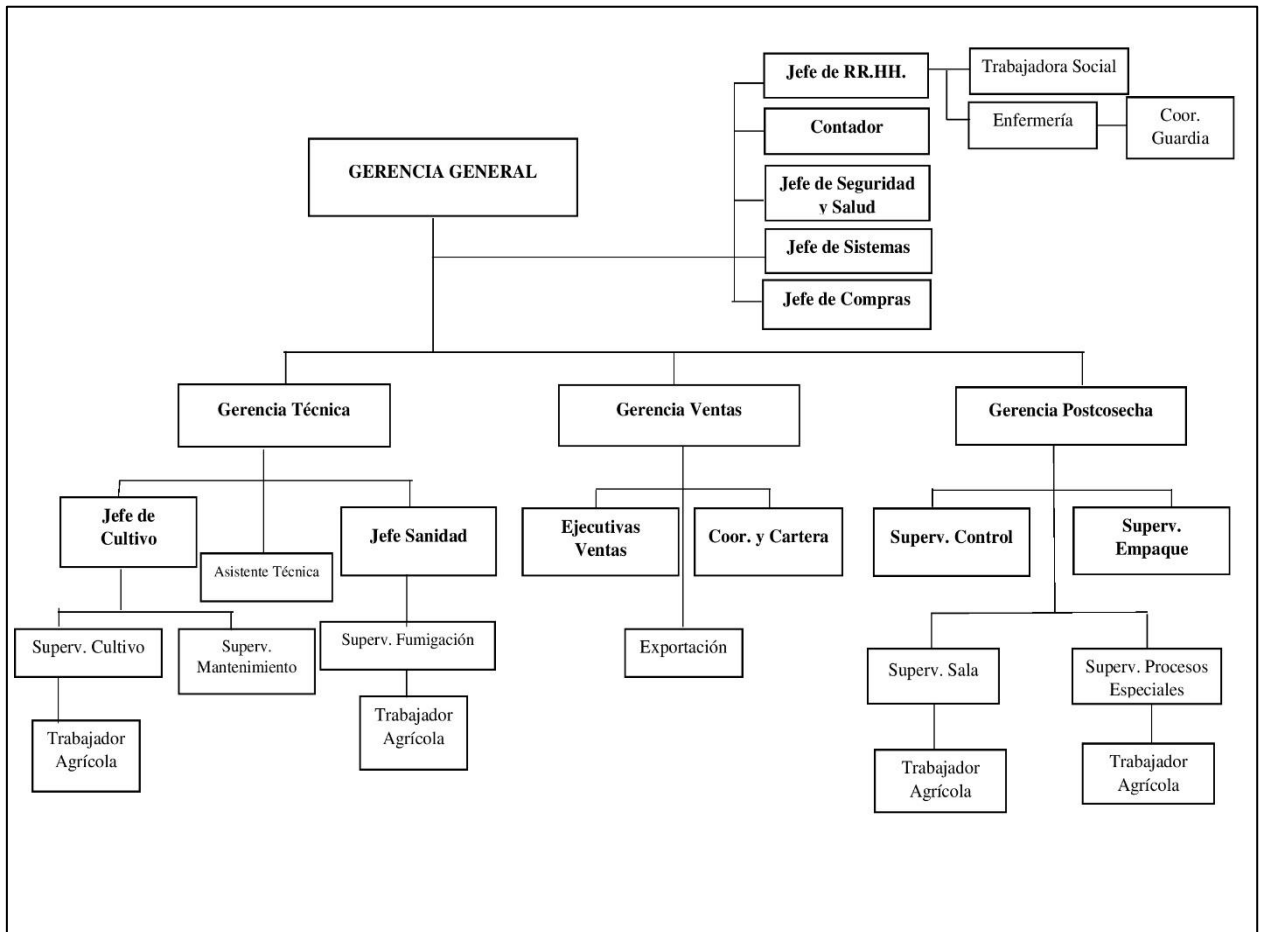 Jefe de RR.HH.
Trabajadora Social
Enfermería
Coor.
Guardia
Contador
GERENCIA GENERAL
Jefe de Seguridad
y Salud
Jefe de Sistemas
Jefe de Compras
Gerencia Técnica
Gerencia Ventas
Gerencia Postcosecha
Jefe de
Cultivo
Asistente Técnica
Jefe Sanidad
Ejecutivas
Ventas
Coor. y Cartera
Superv. Control
Superv.
Empaque
Superv. Cultivo
Superv.
Mantenimiento
Superv. Fumigación
Exportación
Superv. Sala
Superv. Procesos
Especiales
Trabajador
Agrícola
Trabajador
Agrícola
Trabajador
Agrícola
Trabajador
Agrícola